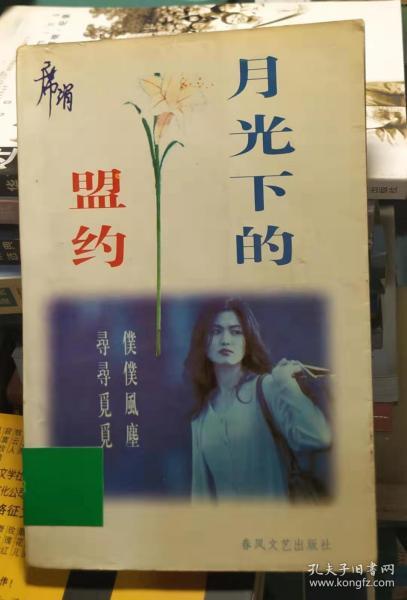 席绢
月光下的
盟约
僕僕風塵
尋尋覓覓
春风文艺出版社
孔夫子旧书网
www.kongfz.com